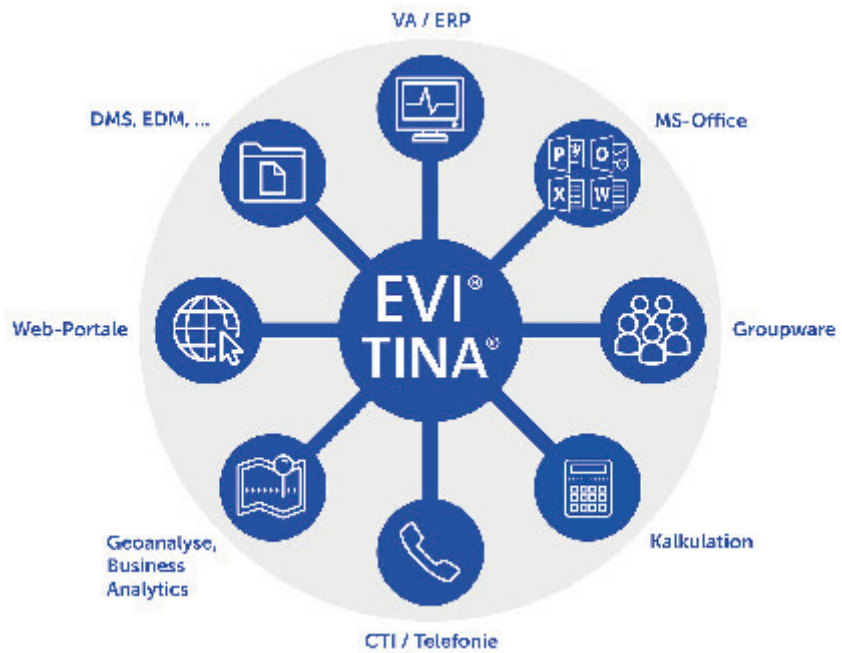 VA / ERP
DMS, EDM, ...
MS-Office
P
O
X
W
EVI®
TINA®
Web-Portale
Groupware
Geoanalyse,
Business
Analytics
Kalkulation
CTI / Telefonie